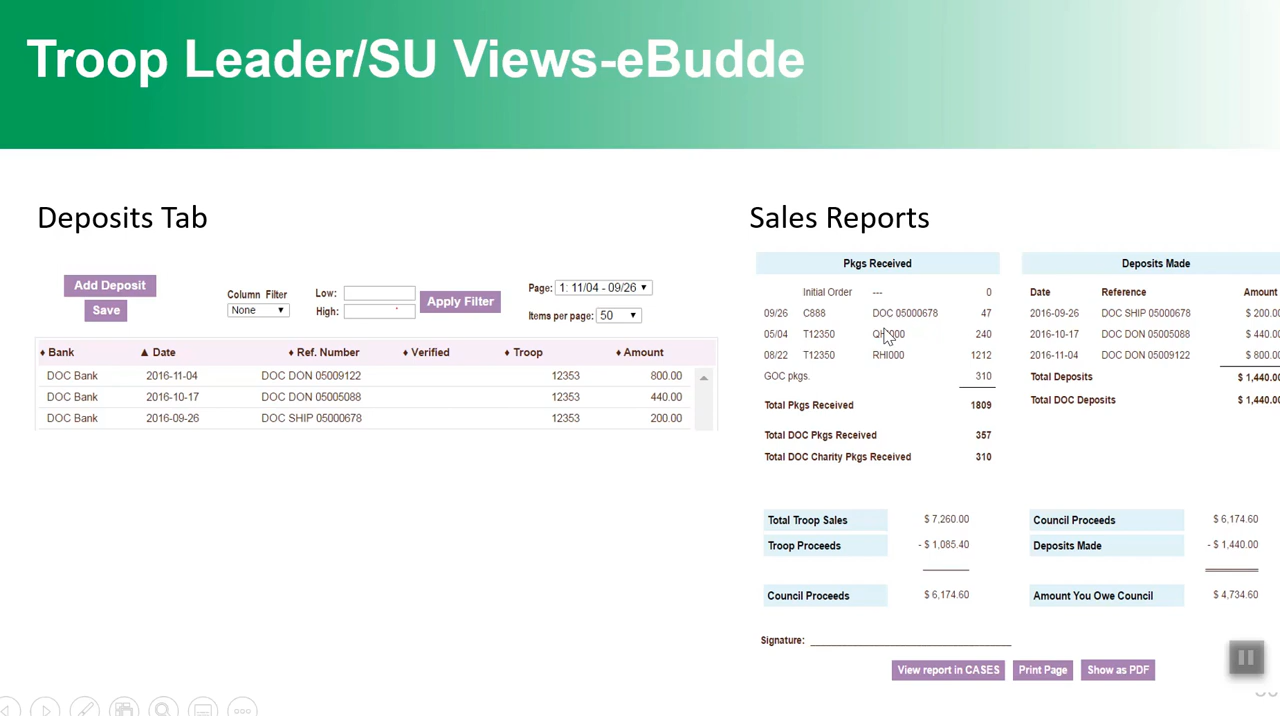 Troop Leader/SU Views-eBudde
Deposits Tab
Add Deposit
Save
Column Filter
None
Low:
High:
Apply Filter
Page: 1: 11/04 - 09/26
Items per page: 50
Bank Date Ref. Number Verified Troop Amount
DOC Bank 2016-11-04 DOC DON 05009122 12353 800.00
DOC Bank 2016-10-17 DOC DON 05005088 12353 440.00
DOC Bank 2016-09-26 DOC SHIP 05000678 12353 200.00
Sales Reports
Pkgs Received
Initial Order --- 0
09/26 C888 DOC 05000678 47
05/04 T12350 240
08/22 T12350 RHI000 1212
GOC pkgs. 310
Total Pkgs Received 1809
Total DOC Pkgs Received 357
Total DOC Charity Pkgs Received 310
Deposits Made
Date Reference Amount
2016-09-26 DOC SHIP 05000678 $ 200.
2016-10-17 DOC DON 05005088 $ 440.
2016-11-04 DOC DON 05009122 $ 800.
Total Deposits $ 1,440.
Total DOC Deposits $ 1,440.
Total Troop Sales $ 7,260.00
Troop Proceeds - $ 1,085.40
Council Proceeds $ 6,174.60
Council Proceeds $ 6,174.60
Deposits Made - $ 1,440.00
Amount You Owe Council $ 4,734.60
Signature:
View report in CASES Print Page Show as PDF